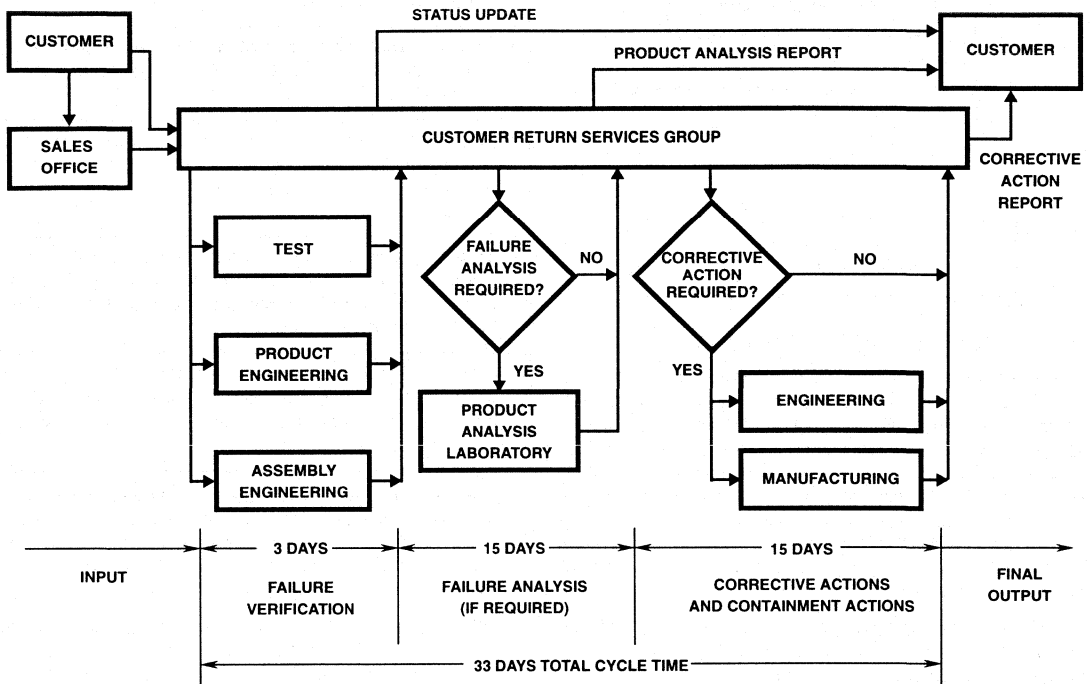 STATUS UPDATE
CUSTOMER
PRODUCT ANALYSIS REPORT
CUSTOMER
SALES
OFFICE
CUSTOMER RETURN SERVICES GROUP
CORRECTIVE
ACTION
REPORT
TEST
FAILURE
ANALYSIS
REQUIRED?
NO
CORRECTIVE
ACTION
REQUIRED?
NO
PRODUCT
ENGINEERING
YES
YES
PRODUCT
ANALYSIS
LABORATORY
ENGINEERING
ASSEMBLY
ENGINEERING
MANUFACTURING
3 DAYS
15 DAYS
15 DAYS
INPUT
FAILURE
VERIFICATION
FAILURE ANALYSIS
(IF REQUIRED)
CORRECTIVE ACTIONS
AND CONTAINMENT ACTIONS
FINAL
OUTPUT
33 DAYS TOTAL CYCLE TIME